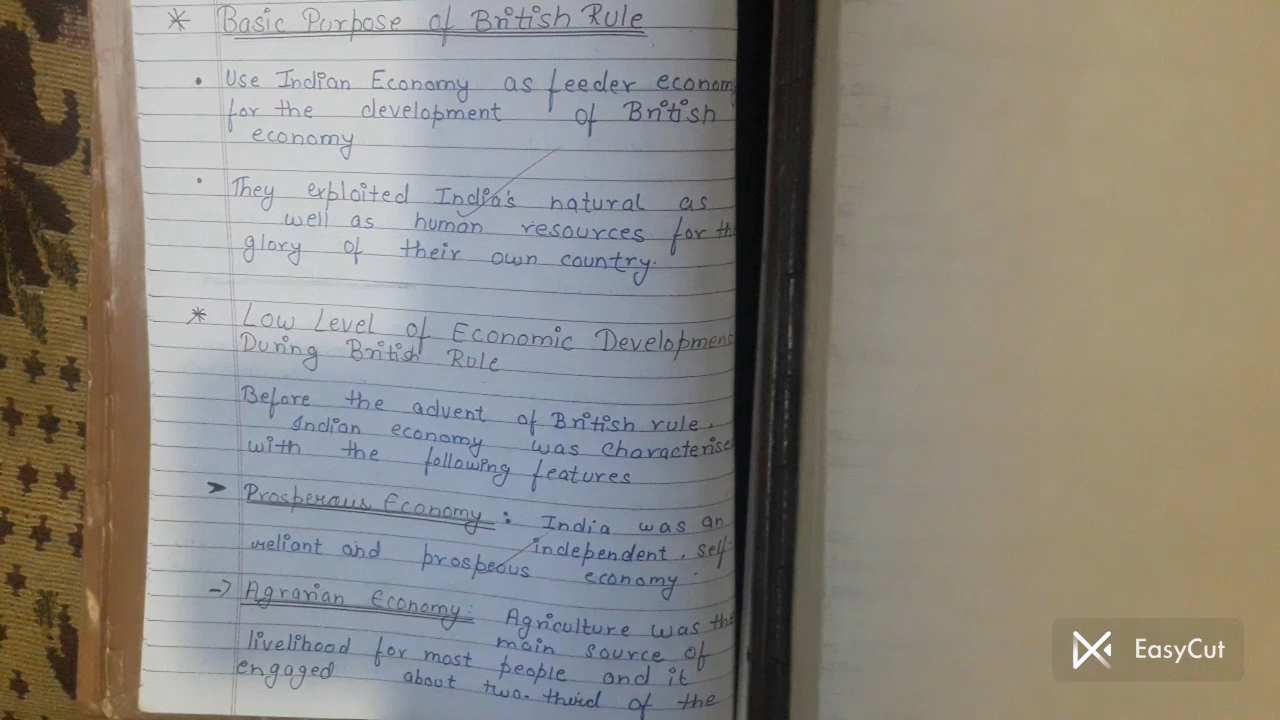 * Basic Purpose of British Rule
• Use Indian Economy as feeder econom
for the development of British
economy
• They exploited India's natural as
well as human resources for th
glory of their own country.
* Low Level of Economic Development
During British Rule
Before the advent of British rule,
Indian economy was characterise
with the following features
> Prosperous Economy : India was an
independent, self-
reliant and prospeous economy.
→ Agrarian Economy: Agriculture was the
main source of
livelihood for most people and it
engaged about two-third of the
EasyCut